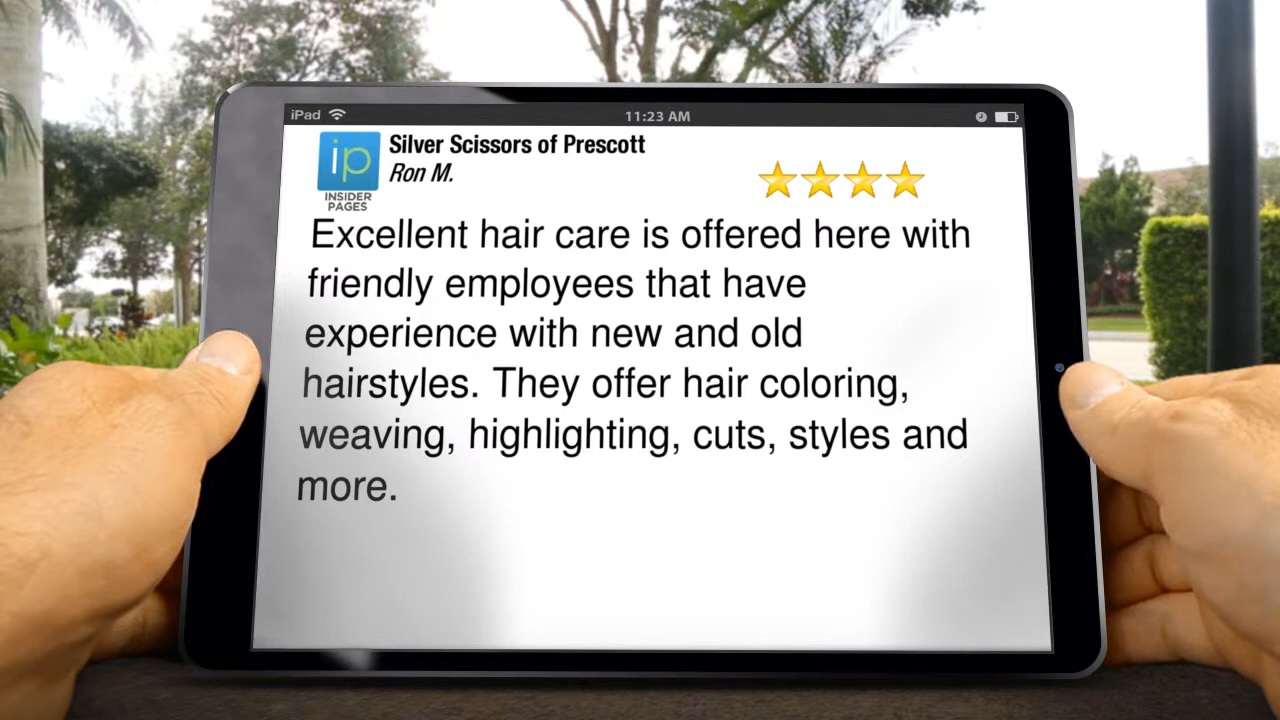 iPad
11:23 AM
ip
INSIDER
PAGES
Silver Scissors of Prescott
Ron M.
Excellent hair care is offered here with
friendly employees that have
experience with new and old
hairstyles. They offer hair coloring,
weaving, highlighting, cuts, styles and
more.